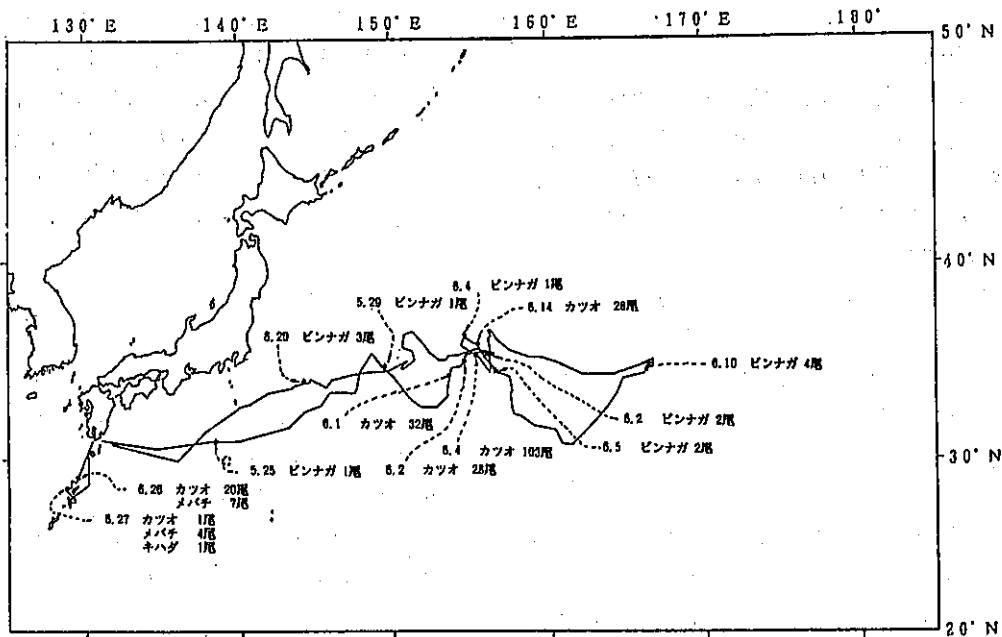 130°E 140°E 150°E 160°E 170°E 180°
50°N
40°N
6.4 ビンナガ 1尾
5.29 ビンナガ 1尾
6.14 カツオ 28尾
6.20 ビンナガ 3尾
6.10 ビンナガ 4尾
6.1 カツオ 32尾
6.2 ビンナガ 2尾
6.4 カツオ 103尾
6.5 ビンナガ 2尾
5.25 ビンナガ 1尾
6.2 カツオ 28尾
30°N
6.26 カツオ 20尾
メバチ 7尾
6.27 カツオ 1尾
メバチ 4尾
キハダ 1尾
20°N